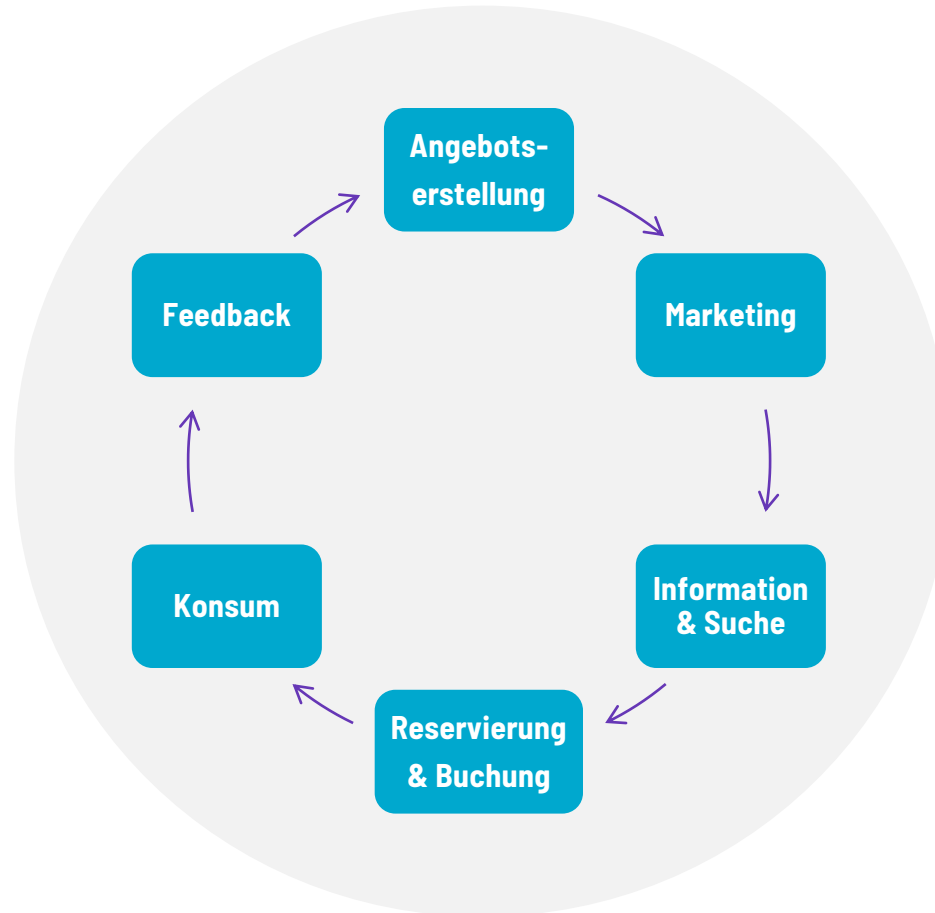 Angebots-
erstellung
Marketing
Information
& Suche
Reservierung
& Buchung
Konsum
Feedback